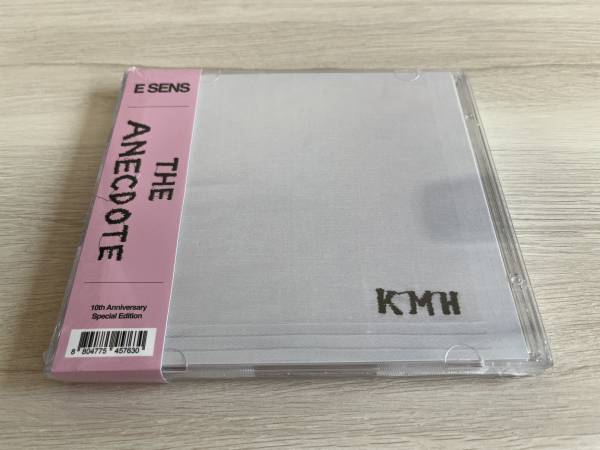 E SENS
THE
ANECDOTE
10th Anniversary
Special Edition
8 804775 457630
KMH